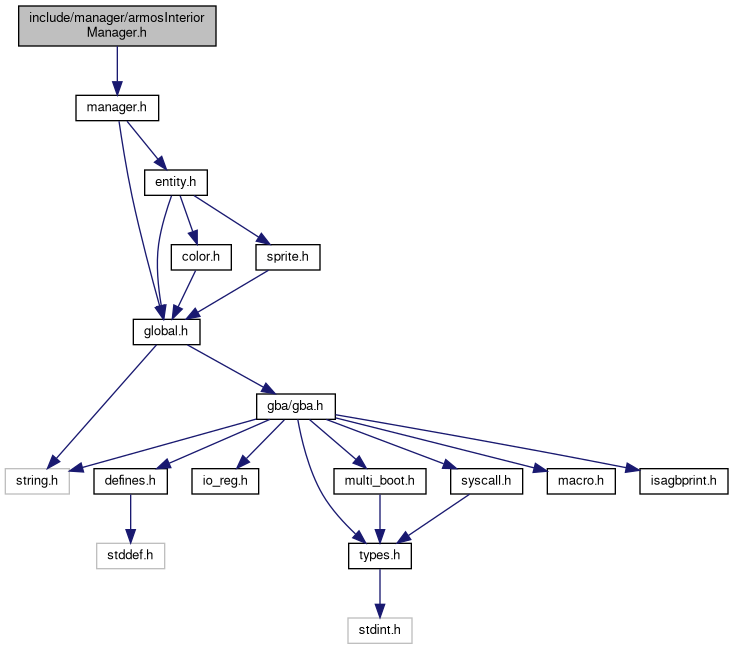 include/manager/armosInterior
Manager.h
manager.h
entity.h
color.h
sprite.h
global.h
gba/gba.h
string.h
defines.h
io_reg.h
multi_boot.h
syscall.h
macro.h
isagbprint.h
stddef.h
types.h
stdint.h